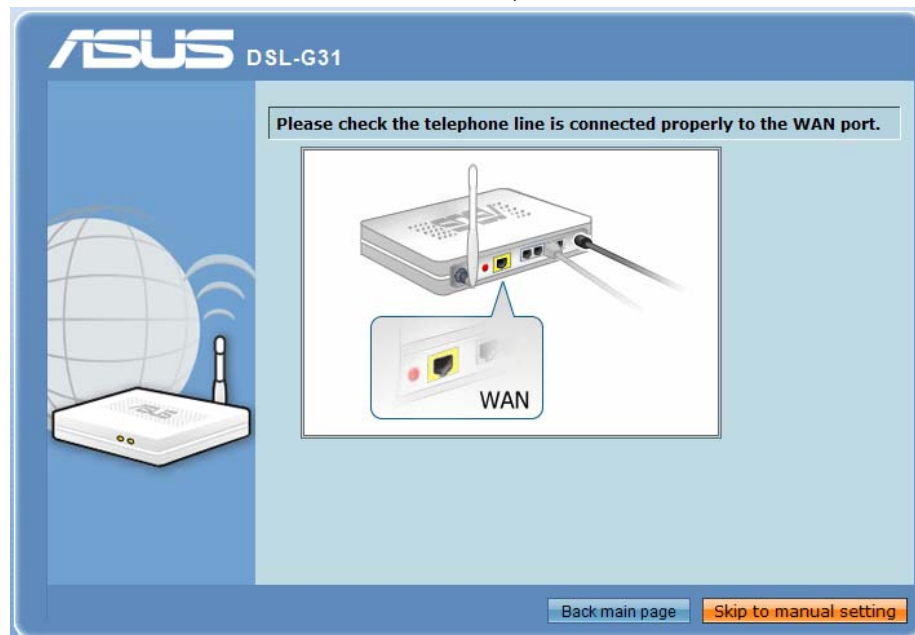 ASUS DSL-G31
Please check the telephone line is connected properly to the WAN port.
WAN
Back main page
Skip to manual setting